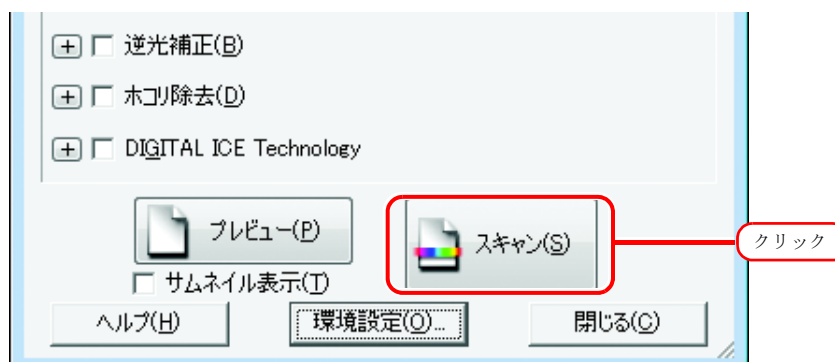 逆光補正(B)
ホコリ除去(D)
DIGITAL ICE Technology
プレビュー(P)
スキャン(S)
クリック
サムネイル表示(T)
ヘルプ(H)
環境設定(O)...
閉じる(C)